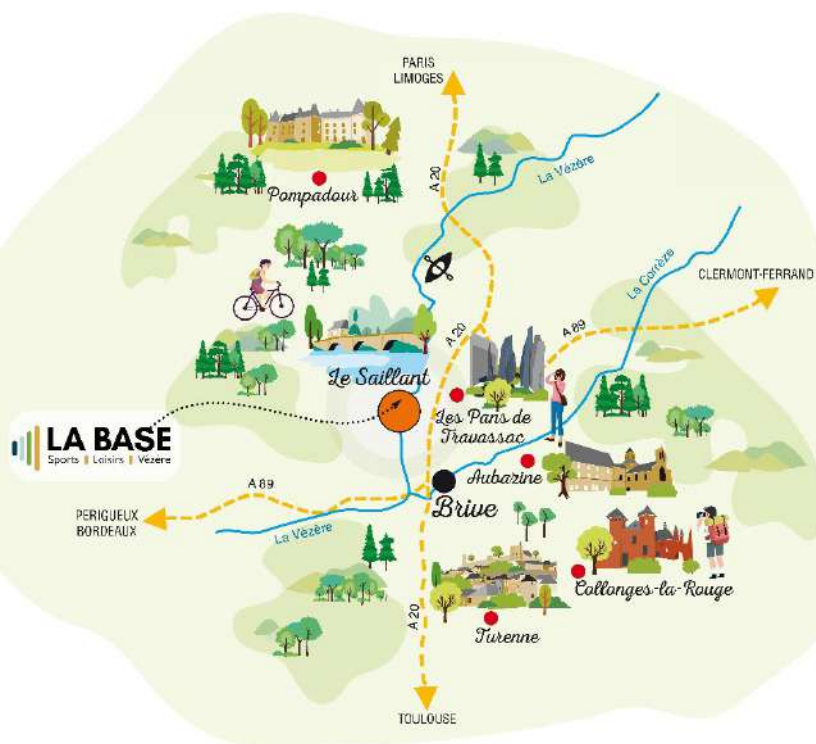 PARIS
LIMOGES
La Vézère
A 20
Pompadour
La Corrèze
CLERMONT-FERRAND
A 20
A 89
Le Saillant
Les Pans de
Travassac
LA BASE
Sports Loisirs Vézère
Aubazine
A 89
Brive
PERIGUEUX
BORDEAUX
La Vézère
Collonges-la-Rouge
A 20
Turenne
TOULOUSE